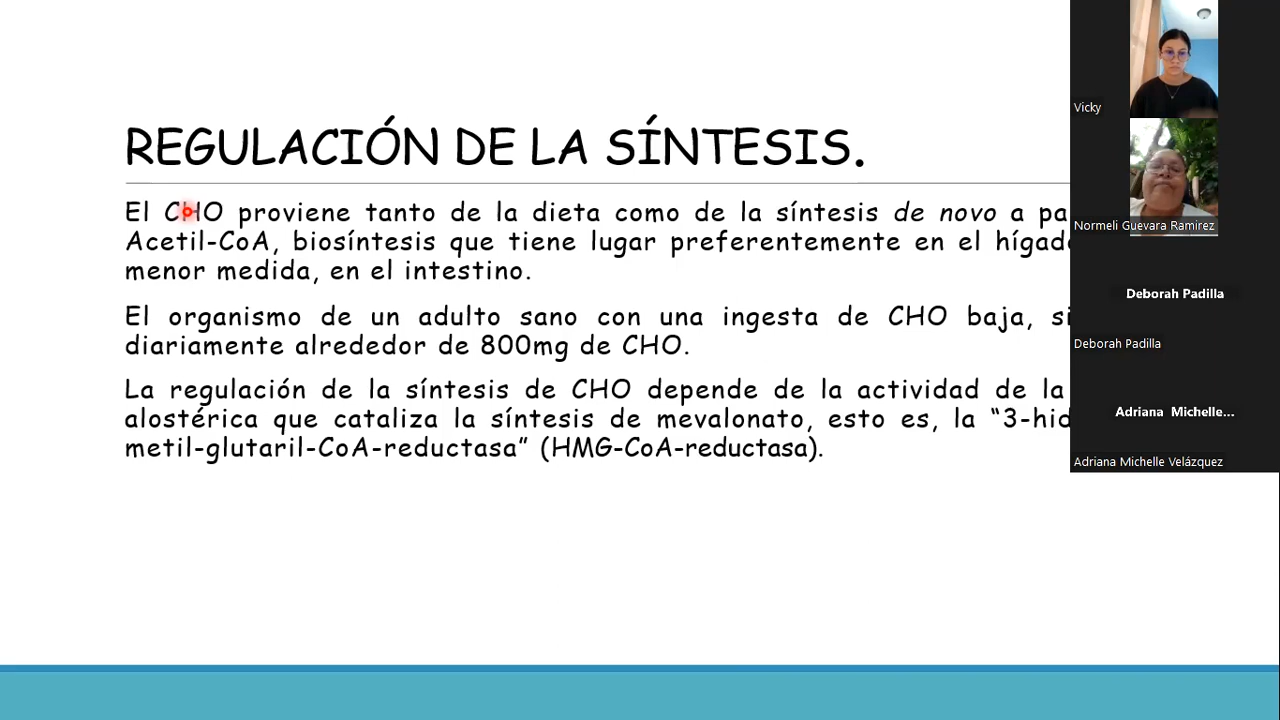 REGULACIÓN DE LA SÍNTESIS.
El CHO proviene tanto de la dieta como de la síntesis de novo a pa
Acetil-CoA, biosíntesis que tiene lugar preferentemente en el hígad
menor medida, en el intestino.
El organismo de un adulto sano con una ingesta de CHO baja, si
diariamente alrededor de 800mg de CHO.
La regulación de la síntesis de CHO depende de la actividad de la
alostérica que cataliza la síntesis de mevalonato, esto es, la “3-hid
metil-glutaril-CoA-reductasa” (HMG-CoA-reductasa).
Vicky
Normeli Guevara Ramirez
Deborah Padilla
Deborah Padilla
Adriana Michelle...
Adriana Michelle Velázquez